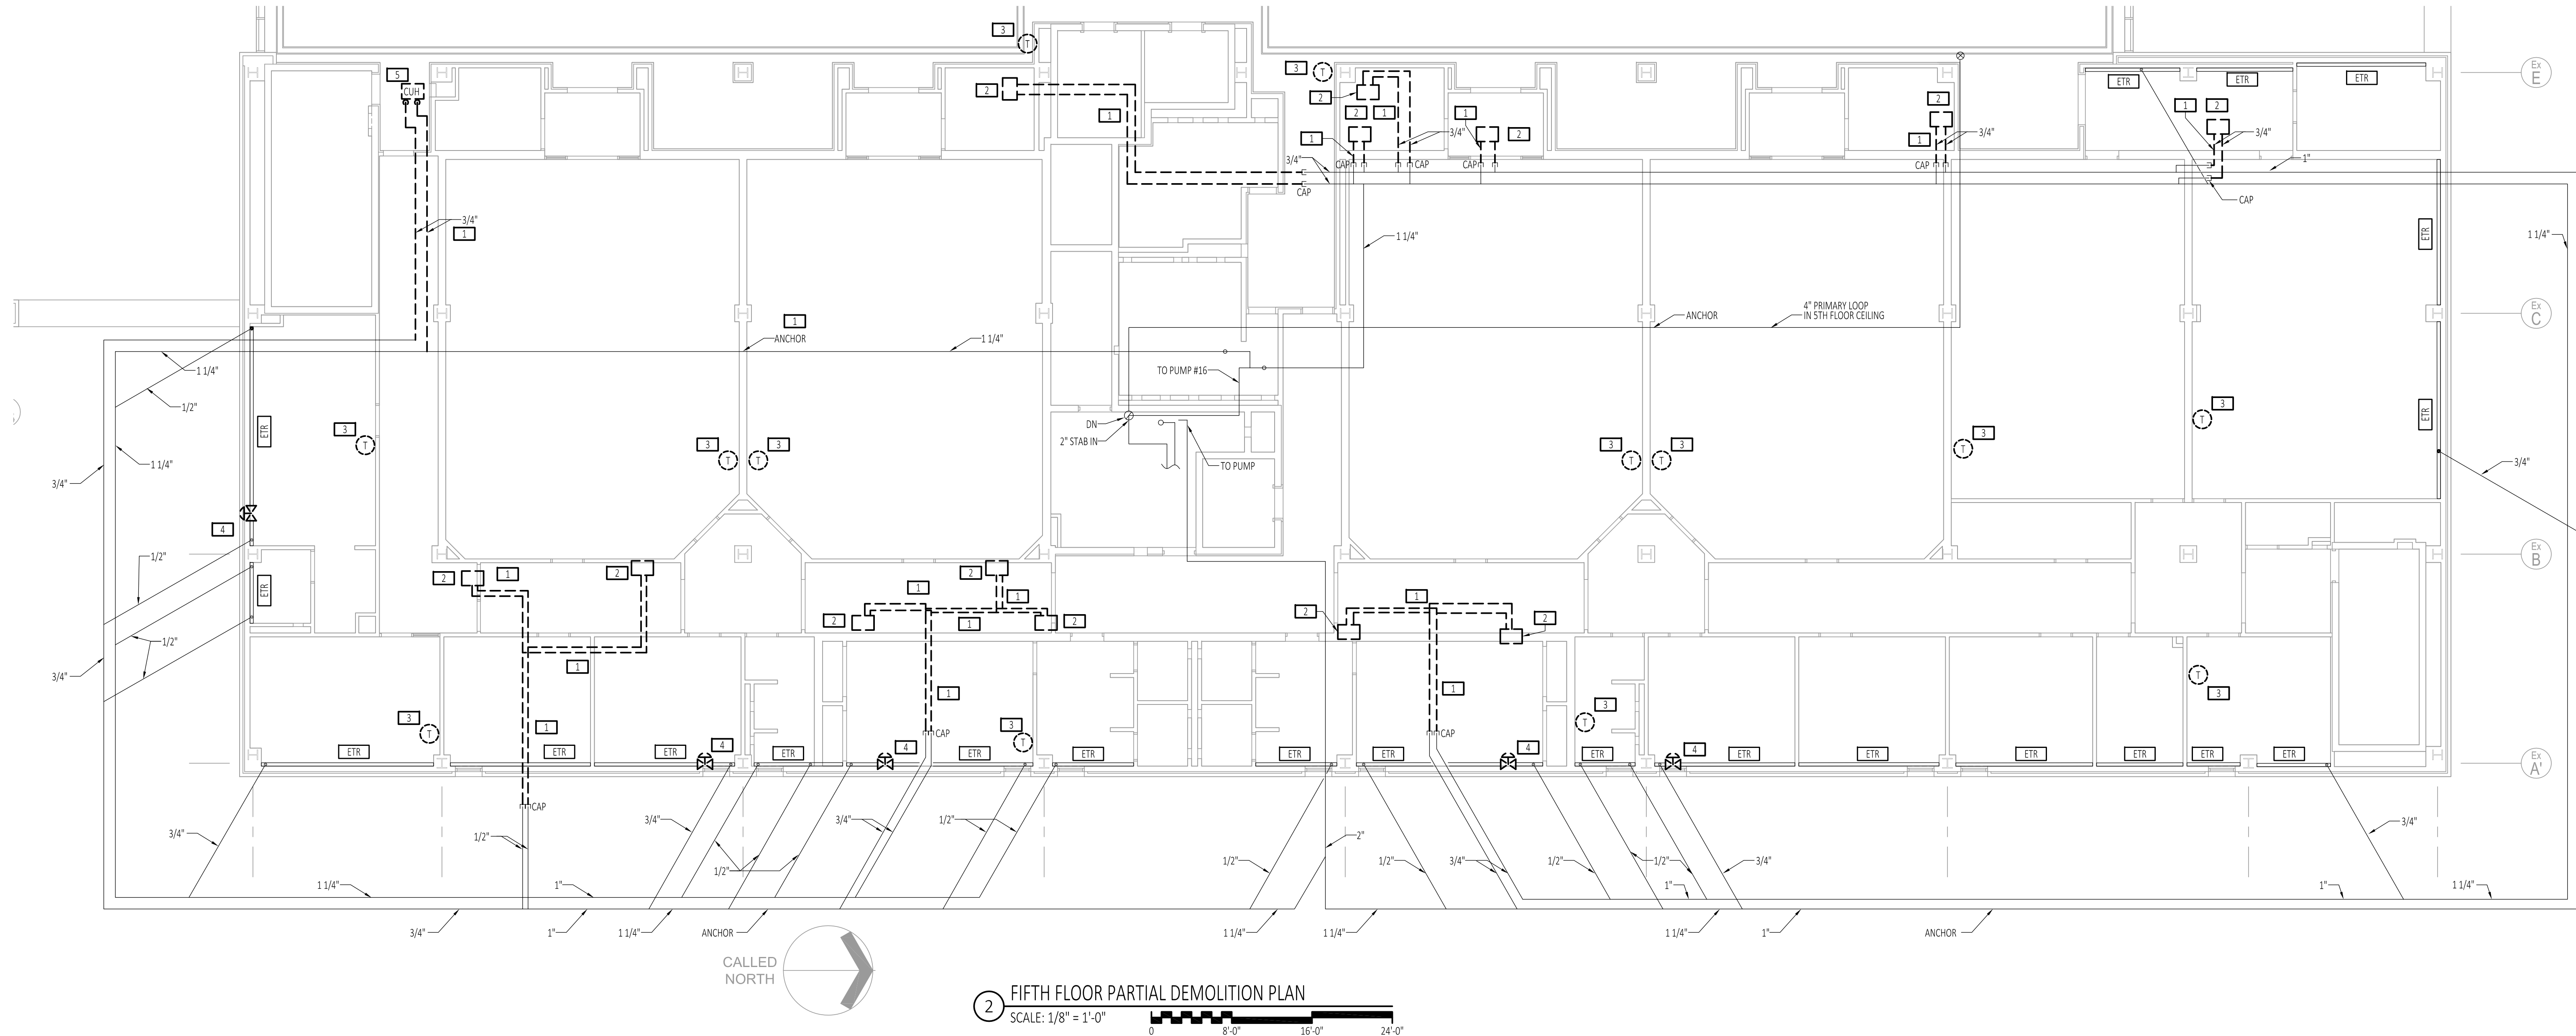 3
T
5
CUH
2
1
3
T
2
2
1
1
3/4"
CAP
CAP
1
2
CAP
3/4"
CAP
2
1
3/4"
CAP
ETR
ETR
ETR
1
2
3/4"
1"
CAP
Ex
E
3/4"
1
1 1/4"
ETR
1 1/4"
1
ANCHOR
1 1/4"
ANCHOR
4" PRIMARY LOOP
IN 5TH FLOOR CEILING
Ex
C
1 1/4"
1/2"
TO PUMP #16
DN
2" STAB IN
TO PUMP
ETR
3
T
3
T
3
T
3
T
3
T
3
T
3
T
ETR
1 1/4"
3/4"
3/4"
4
1/2"
ETR
1/2"
3/4"
2
1
2
1
2
1
2
1
2
2
1
2
Ex
B
1
1
1
1
3
T
3
T
3
T
T
3
CAP
CAP
CAP
ETR
ETR
ETR
4
ETR
4
ETR
ETR
ETR
ETR
4
ETR
4
ETR
ETR
ETR
ETR
ETR
ETR
Ex
A'
3/4"
1/2"
3/4"
1/2"
3/4"
1/2"
1/2"
2"
1/2"
3/4"
1/2"
1/2"
3/4"
3/4"
1 1/4"
1"
1"
1"
1 1/4"
3/4"
1"
1 1/4"
ANCHOR
1 1/4"
1 1/4"
1 1/4"
1"
ANCHOR
CALLED
NORTH
2
FIFTH FLOOR PARTIAL DEMOLITION PLAN
SCALE: 1/8" = 1'-0"
0
8'-0"
16'-0"
24'-0"